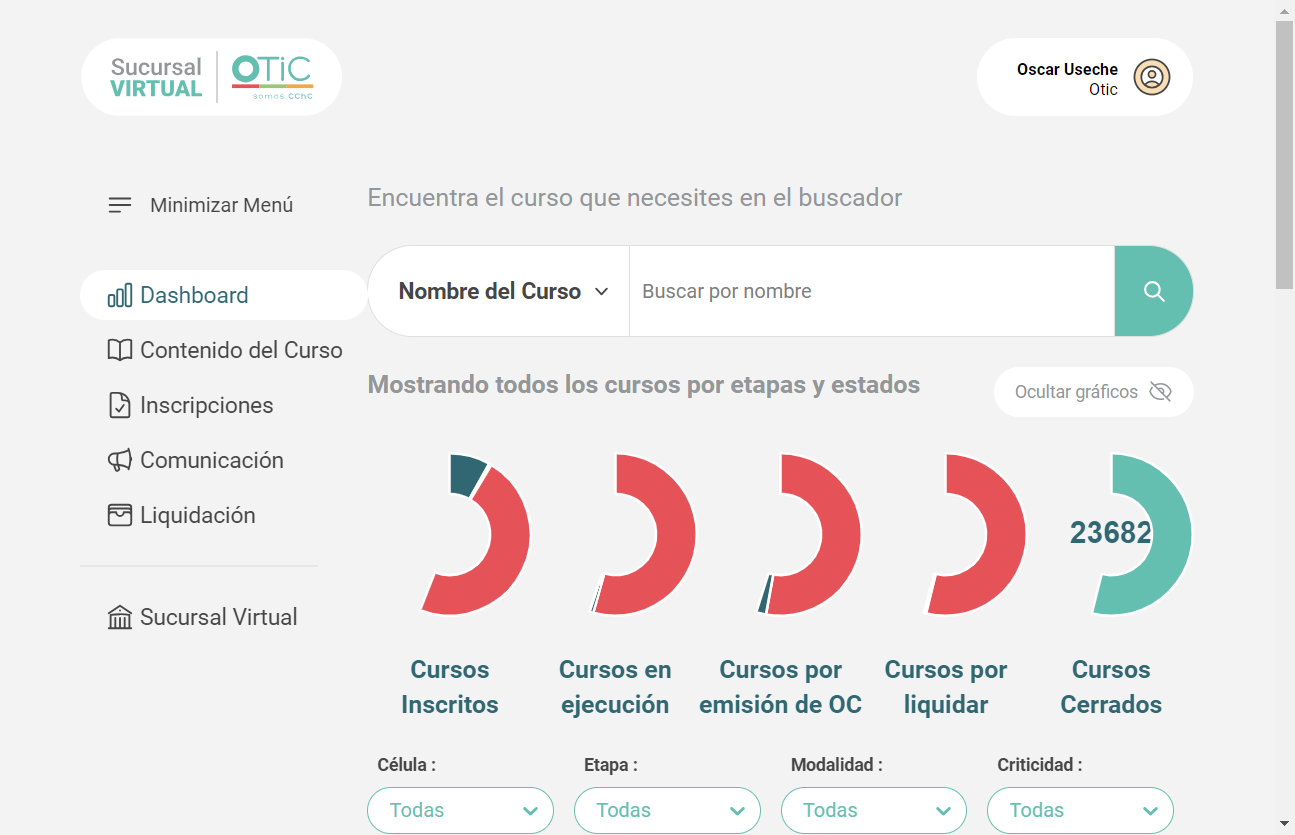 Sucursal
VIRTUAL
OTiC
somos CChC
Oscar Useche
Otic
Minimizar Menú
Dashboard
Contenido del Curso
Inscripciones
Comunicación
Liquidación
Sucursal Virtual
Encuentra el curso que necesites en el buscador
Nombre del Curso
Buscar por nombre
Mostrando todos los cursos por etapas y estados
Ocultar gráficos
23682
Cursos
Inscritos
Cursos en
ejecución
Cursos por
emisión de OC
Cursos por
liquidar
Cursos
Cerrados
Célula :
Todas
Etapa :
Todas
Modalidad :
Todas
Criticidad :
Todas